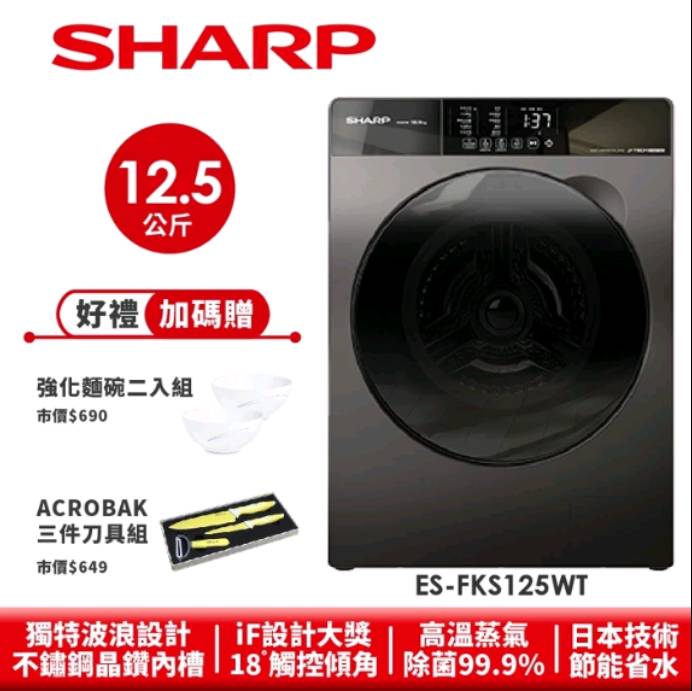 SHARP
12.5
公斤
SHARP
1:37
好禮 加碼贈
強化麵碗二入組
市價$690
ACROBAK
三件刀具組
市價$649
ES-FKS125WT
獨特波浪設計
不鏽鋼晶鑽內槽
iF設計大獎
18°觸控傾角
高溫蒸氣
除菌99.9%
日本技術
節能省水